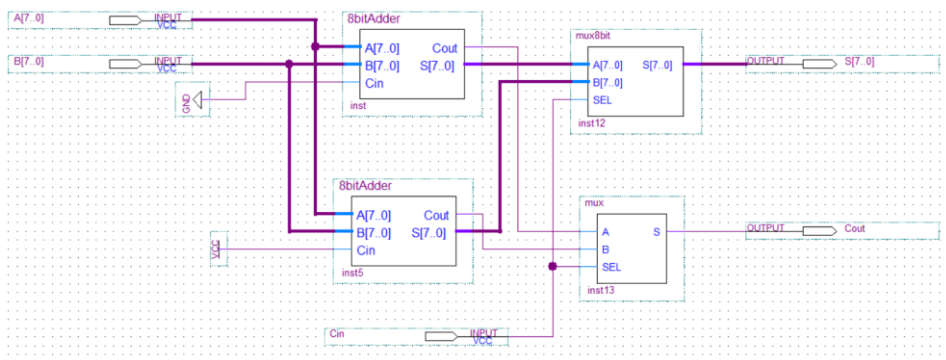 A[7..0]
INPUT
VCC
B[7..0]
INPUT
VCC
GND
8bitAdder
A[7..0]
B[7..0]
Cin
Cout
S[7..0]
inst
mux8bit
A[7..0]
B[7..0]
SEL
S[7..0]
inst12
OUTPUT
S[7..0]
8bitAdder
A[7..0]
B[7..0]
Cin
Cout
S[7..0]
inst5
VCC
mux
A
B
SEL
S
inst13
OUTPUT
Cout
Cin
INPUT
VCC